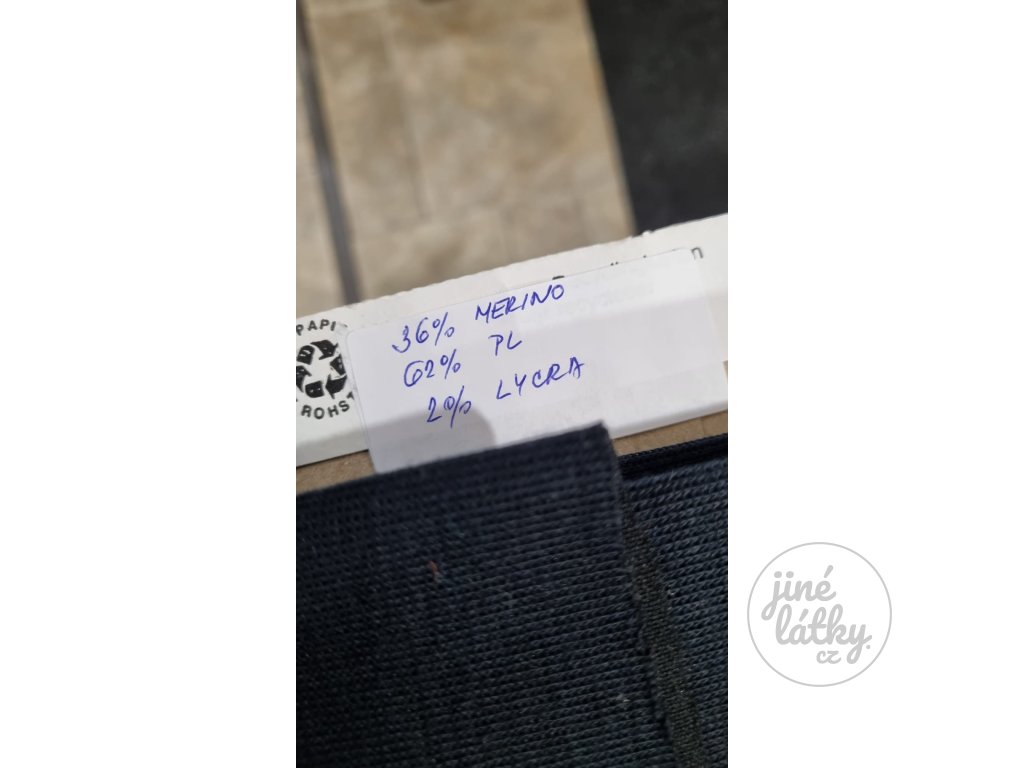 36% MERINO
62% PL
2% LYCRA
PAPI
ROHST
jiné
látky.
cz